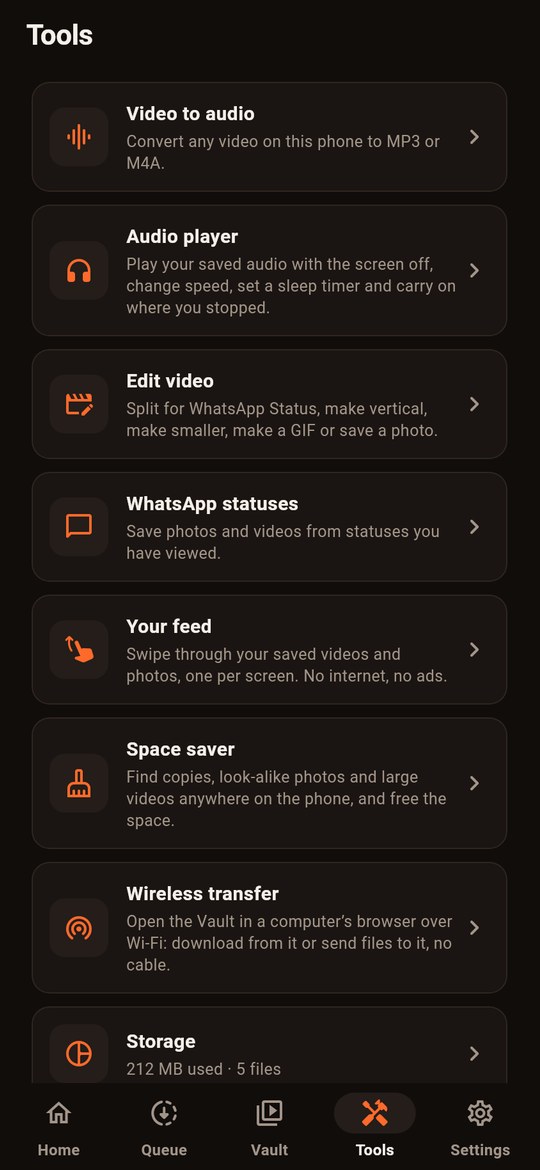 Tools
Video to audio
Convert any video on this phone to MP3 or
M4A.
Audio player
Play your saved audio with the screen off,
change speed, set a sleep timer and carry on
where you stopped.
Edit video
Split for WhatsApp Status, make vertical,
make smaller, make a GIF or save a photo.
WhatsApp statuses
Save photos and videos from statuses you
have viewed.
Your feed
Swipe through your saved videos and
photos, one per screen. No internet, no ads.
Space saver
Find copies, look-alike photos and large
videos anywhere on the phone, and free the
space.
Wireless transfer
Open the Vault in a computer’s browser over
Wi-Fi: download from it or send files to it, no
cable.
Storage
212 MB used · 5 files
Home
Queue
Vault
Tools
Settings